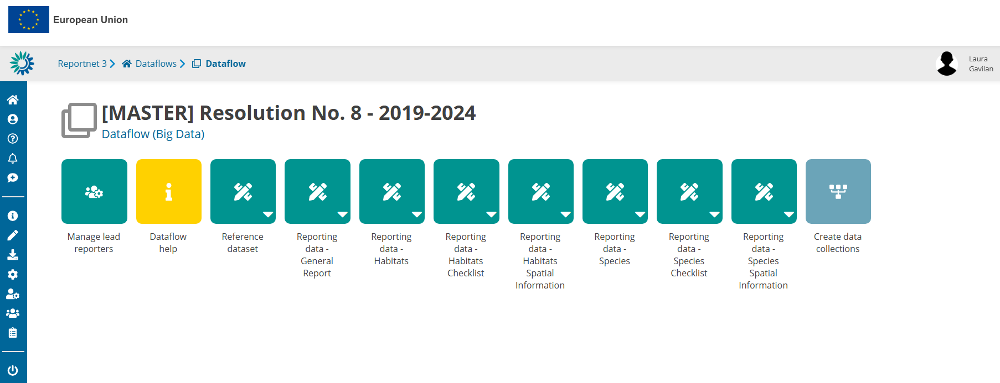 European Union
Reportnet 3
Dataflows
Dataflow
Laura
Gavilan
[MASTER] Resolution No. 8 - 2019-2024
Dataflow (Big Data)
Manage lead
reporters
Dataflow
help
Reference
dataset
Reporting
data -
General
Report
Reporting
data -
Habitats
Reporting
data -
Habitats
Checklist
Reporting
data -
Habitats
Spatial
Information
Reporting
data -
Species
Reporting
data -
Species
Checklist
Reporting
data -
Species
Spatial
Information
Create data
collections